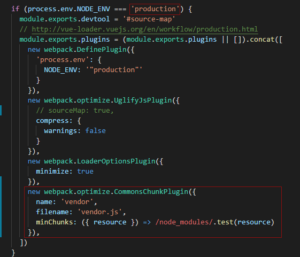 if (process.env.NODE_ENV === 'production') {
module.exports.devtool = '#source-map'
// http://vue-loader.vuejs.org/en/workflow/production.html
module.exports.plugins = (module.exports.plugins || []).concat([
new webpack.DefinePlugin({
'process.env': {
NODE_ENV: '"production"'
}
}),
new webpack.optimize.UglifyJsPlugin({
// sourceMap: true,
compress: {
warnings: false
}
}),
new webpack.LoaderOptionsPlugin({
minimize: true
}),
new webpack.optimize.CommonsChunkPlugin({
name: 'vendor',
filename: 'vendor.js',
minChunks: ({ resource }) => /node_modules/.test(resource)
}),
])
}